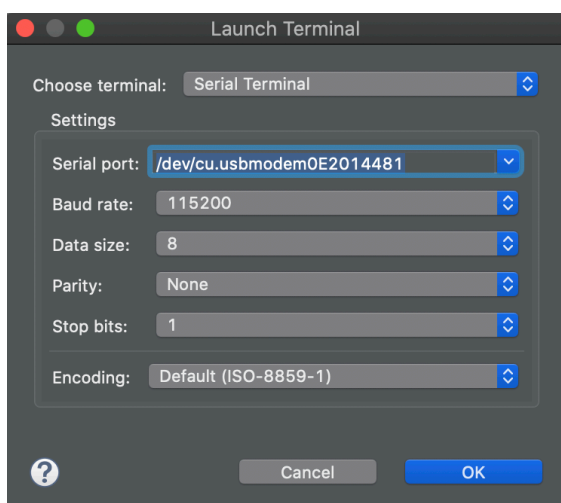 Launch Terminal
Choose terminal: Serial Terminal
Settings
Serial port: /dev/cu.usbmodem0E2014481
Baud rate: 115200
Data size: 8
Parity: None
Stop bits: 1
Encoding: Default (ISO-8859-1)
? Cancel OK